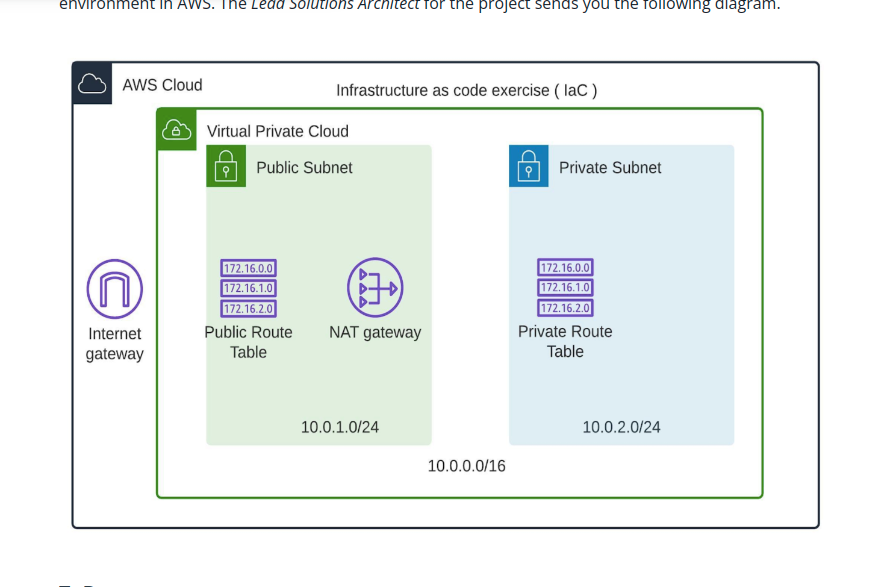 environment in AWS. The Lead Solutions Architect for the project sends you the following diagram.
AWS Cloud
Infrastructure as code exercise ( IaC )
Virtual Private Cloud
Public Subnet
Private Subnet
172.16.0.0
172.16.1.0
172.16.2.0
172.16.0.0
172.16.1.0
172.16.2.0
Internet
gateway
Public Route
Table
NAT gateway
Private Route
Table
10.0.1.0/24
10.0.2.0/24
10.0.0.0/16